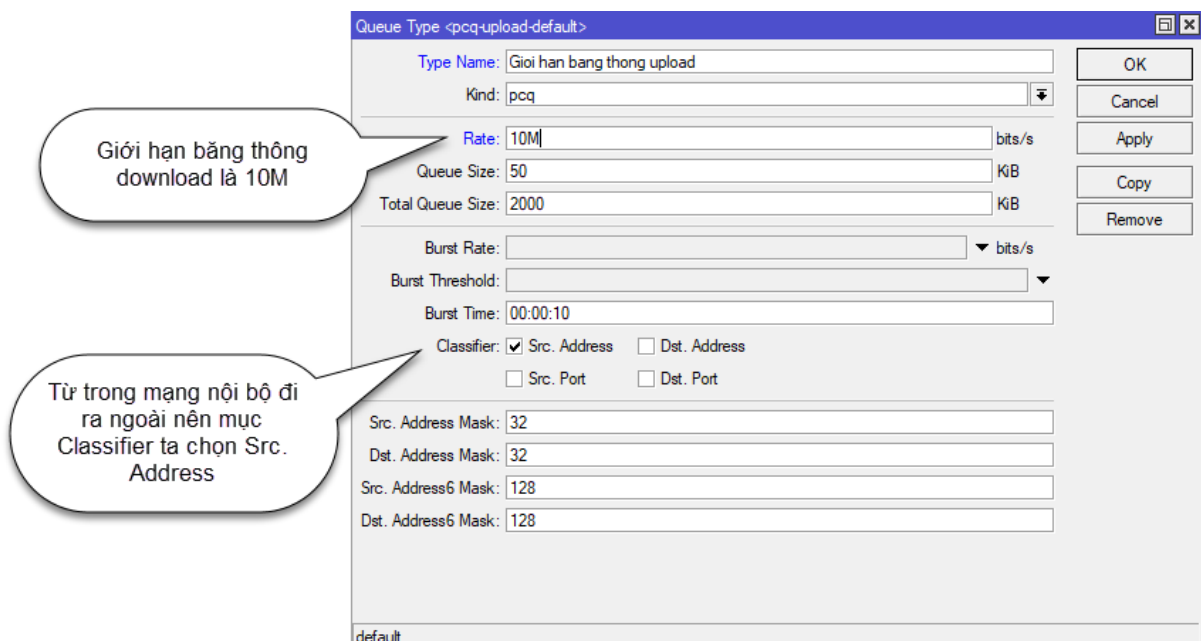 Queue Type <pcq-upload-default>
Type Name: Gioi han bang thong upload
OK
Kind: pcq
Cancel
Giới hạn băng thông
download là 10M
Rate: 10M bits/s
Apply
Queue Size: 50 KiB
Copy
Total Queue Size: 2000 KiB
Remove
Burst Rate: bits/s
Burst Threshold:
Burst Time: 00:00:10
Classifier: Src. Address Dst. Address
Src. Port Dst. Port
Từ trong mạng nội bộ đi
ra ngoài nên mục
Classifier ta chọn Src.
Address
Src. Address Mask: 32
Dst. Address Mask: 32
Src. Address6 Mask: 128
Dst. Address6 Mask: 128
default